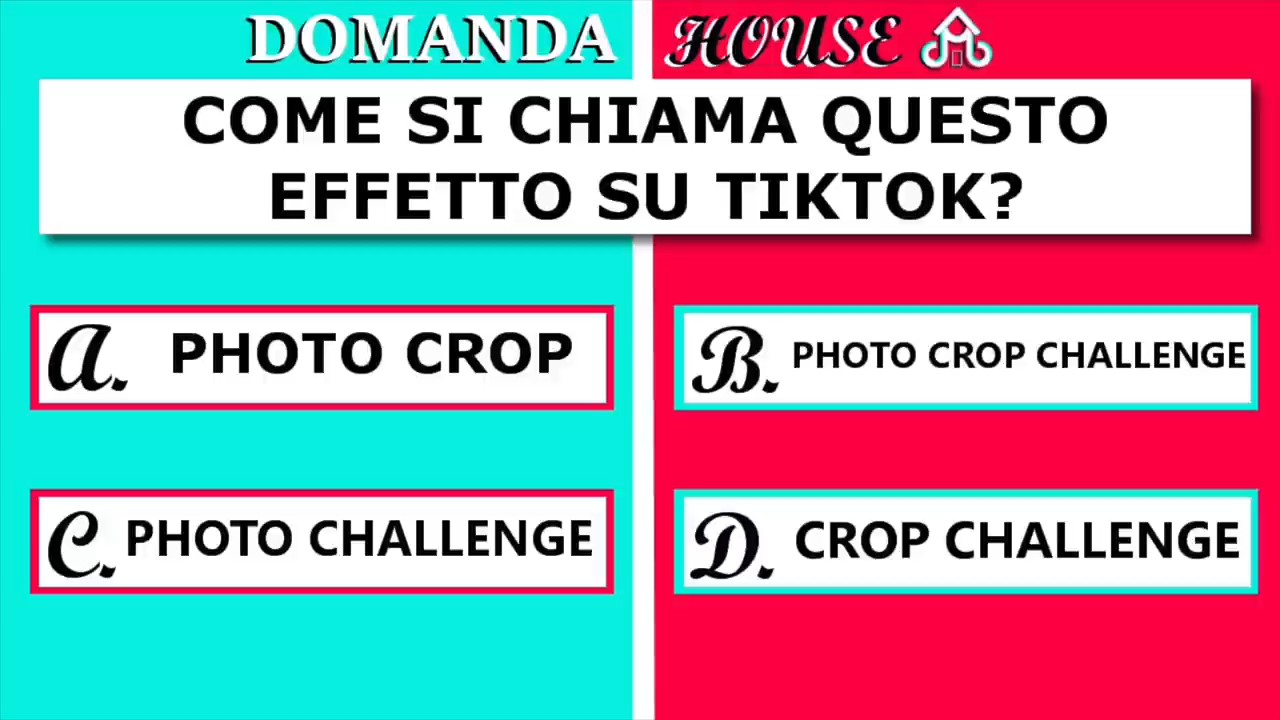 DOMANDA HOUSE
COME SI CHIAMA QUESTO
EFFETTO SU TIKTOK?
A. PHOTO CROP
B. PHOTO CROP CHALLENGE
C. PHOTO CHALLENGE
D. CROP CHALLENGE